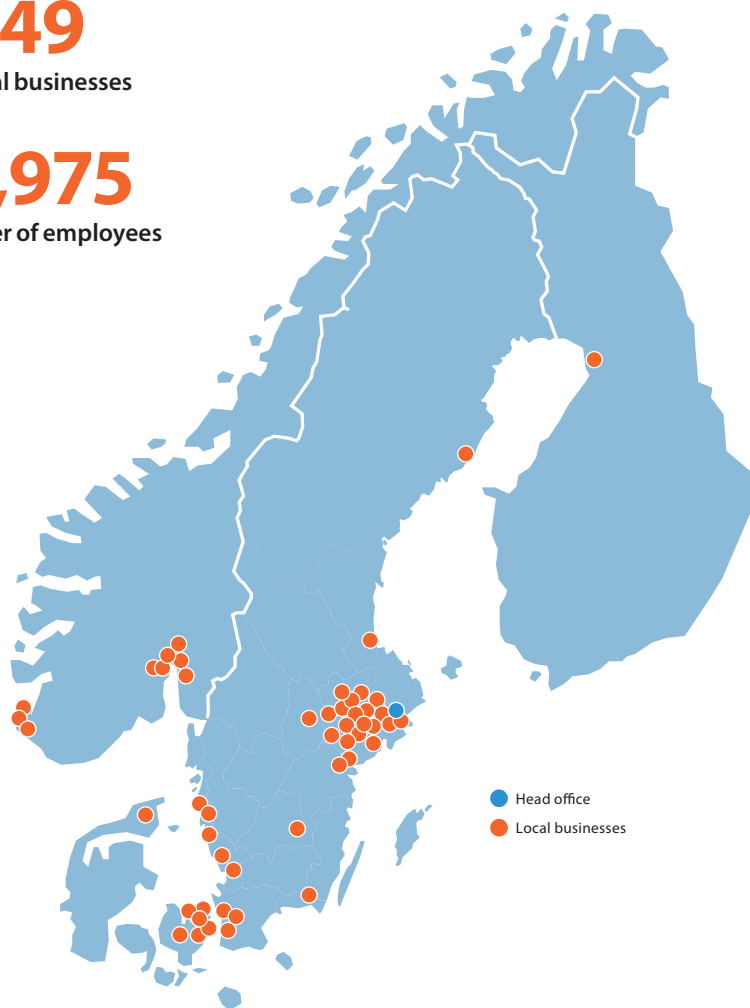 49
businesses
,975
of employees
Head office
Local businesses